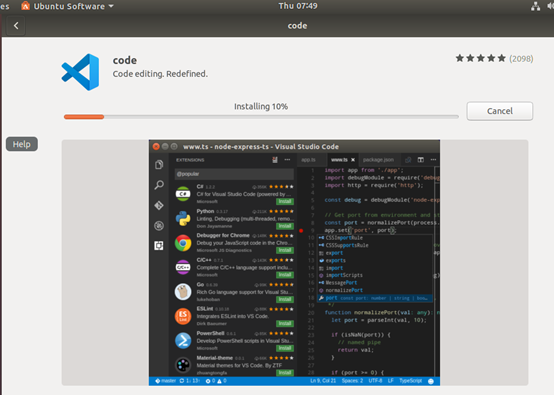 es Ubuntu Software Thu 07:49
code
code
Code editing. Redefined.
(2098)
Installing 10%
Cancel
Help
www.ts - node-express-ts - Visual Studio Code
EXTENSIONS
@popular
C#
C# for Visual Studio Code (powered by ...
Microsoft Install
Python
Linting, Debugging (multi-threaded, remo...
Don Jayamanne Install
Debugger for Chrome
Debug your JavaScript code in the Chro...
Microsoft JS Diagnostics Install
C/C++
Complete C/C++ language support inclu...
Microsoft Install
Go
Rich Go language support for Visual Stu...
lukehoban Install
ESLint
Integrates ESLint into VS Code.
Dirk Baeumer Install
PowerShell
Develop PowerShell scripts in Visual Stu...
Microsoft Install
Material-theme
Material themes for VS Code. By ZTF
Install
app.ts www.ts package.json
import app from './app';
import debugModule = require('debu
import http = require('http');
const debug = debugModule('node-ex
// Get port from environment and st
const port = normalizePort(process.
app.set('port', port);
CSSImportRule
CSSSupportsRule
export
exports
import
importScripts
MessagePort
normalizePort
port const port: number | string | boo...
function normalizePort(val: any): n
let port = parseInt(val, 10);
if (isNaN(port)) {
// named pipe
return val;
}
if (port >= 0) {
master Ln 9, Col 21 Spaces: 2 UTF-8 LF TypeScript